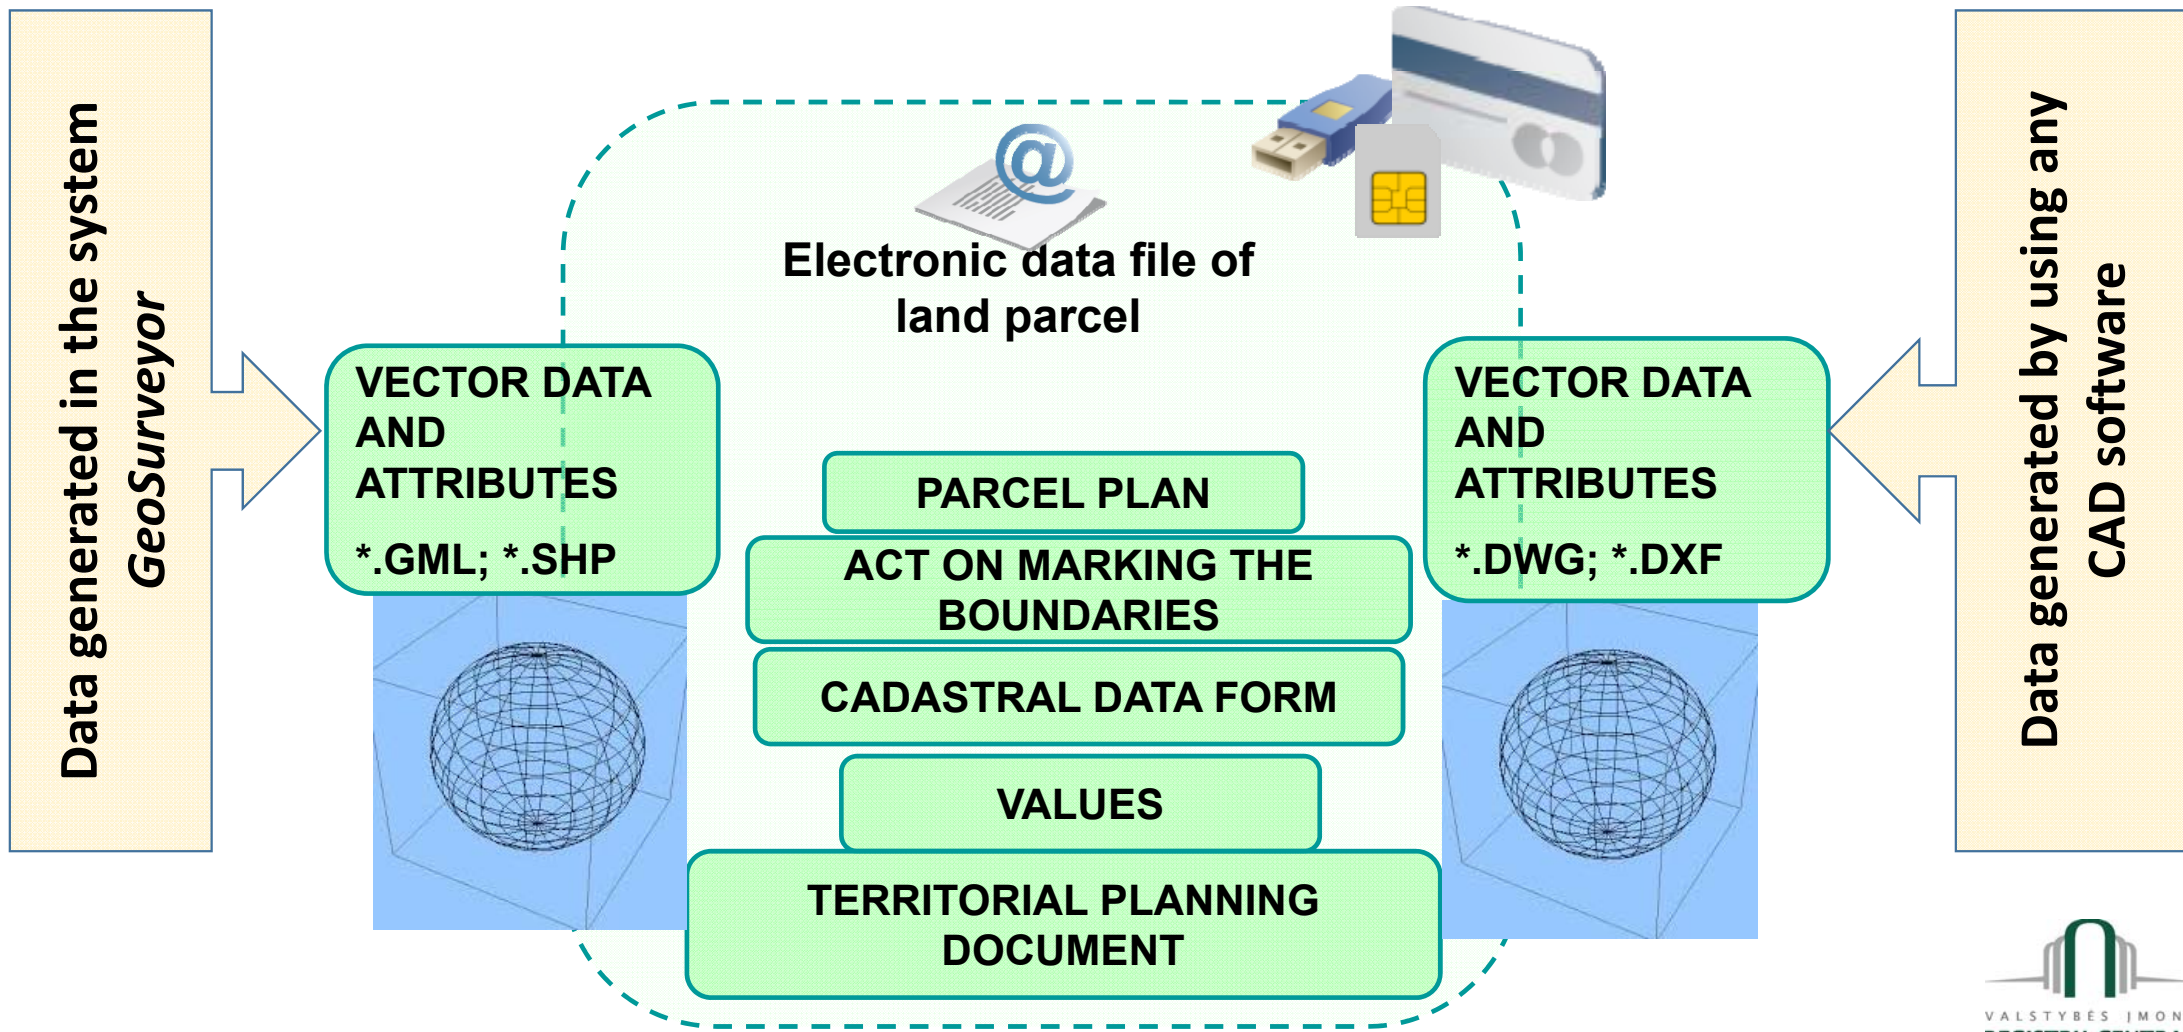 Data generated in the system
GeoSurveyor
Electronic data file of
land parcel
VECTOR DATA
AND
ATTRIBUTES
*.GML; *.SHP
PARCEL PLAN
ACT ON MARKING THE
BOUNDARIES
CADASTRAL DATA FORM
VALUES
TERRITORIAL PLANNING
DOCUMENT
VECTOR DATA
AND
ATTRIBUTES
*.DWG; *.DXF
Data generated by using any
CAD software
VALSTYBĖS ĮMON